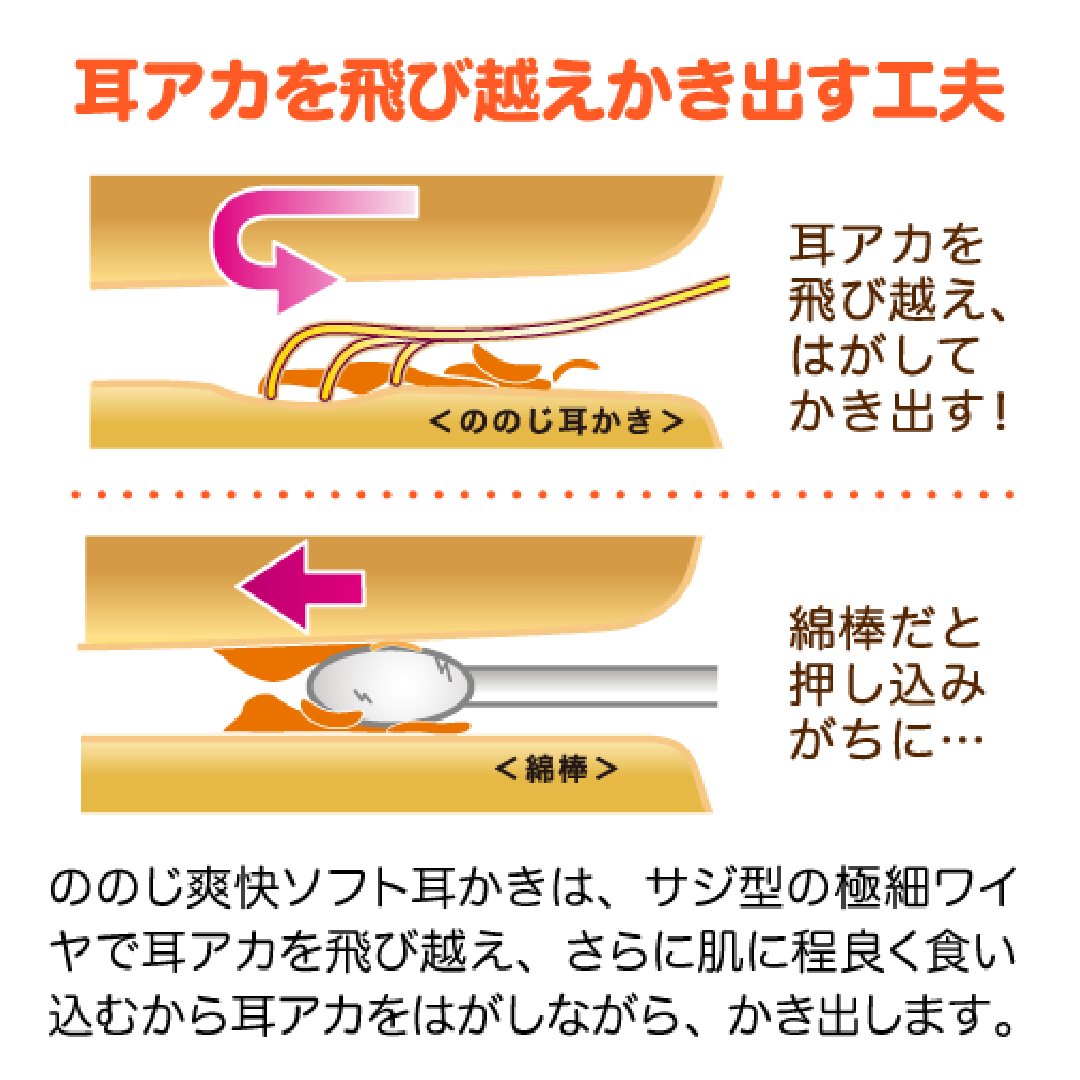 耳アカを飛び越えかき出す工夫
耳アカを
飛び越え、
はがして
かき出す!
<ののじ耳かき>
綿棒だと
押し込み
がちに…
<綿棒>
ののじ爽快ソフト耳かきは、サジ型の極細ワイ
ヤで耳アカを飛び越え、さらに肌に程良く食い
込むから耳アカをはがしながら、かき出します。